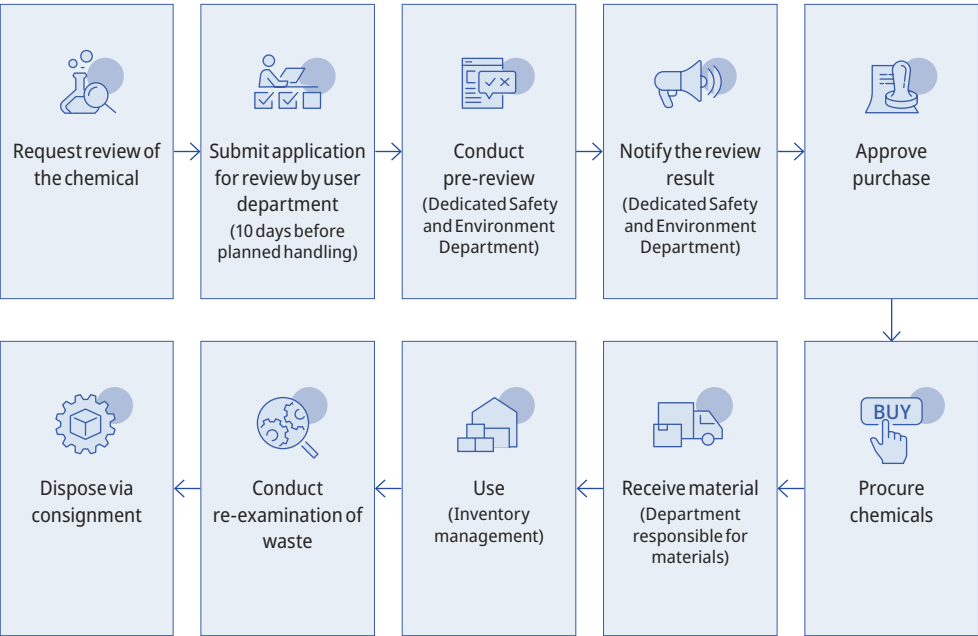 Request review of
the chemical
Submit application
for review by user
department
(10 days before
planned handling)
Conduct
pre-review
(Dedicated Safety
and Environment
Department)
Notify the review
result
(Dedicated Safety
and Environment
Department)
Approve
purchase
BUY
Procure
chemicals
Receive material
(Department
responsible for
materials)
Use
(Inventory
management)
Conduct
re-examination of
waste
Dispose via
consignment